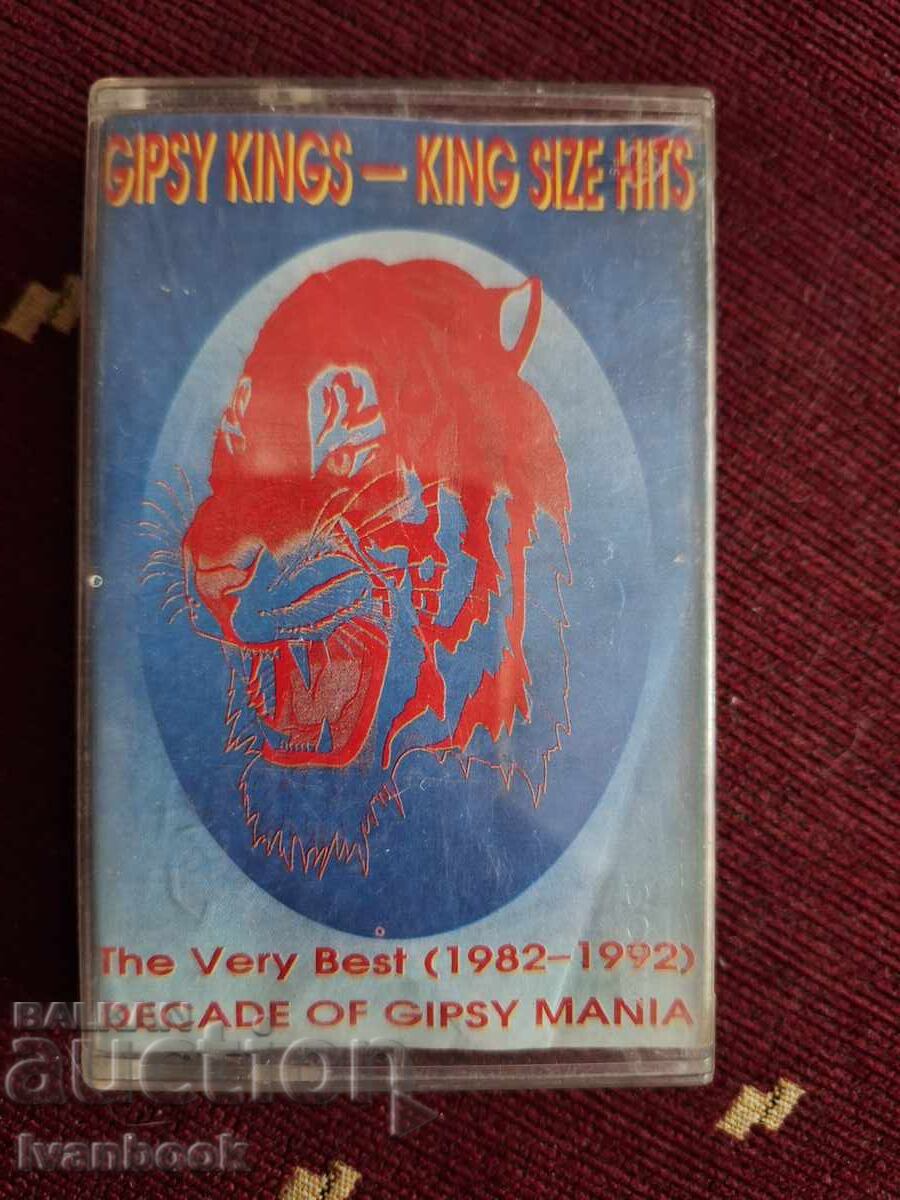 GIPSY KINGS – KING SIZE HITS
The Very Best (1982–1992)
DECADE OF GIPSY MANIA
BALKAN
auction
Ivanbook